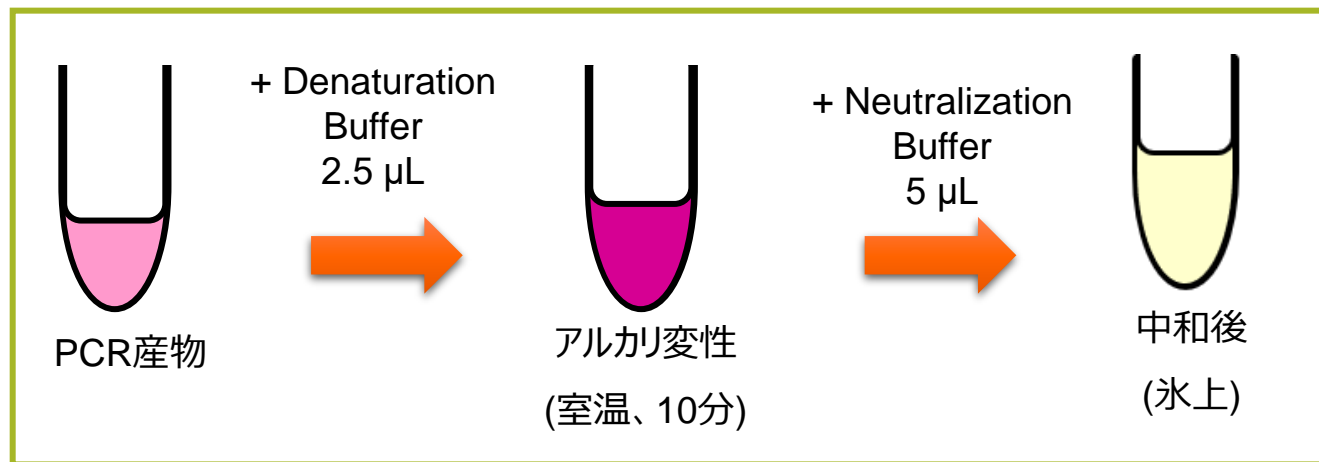 + Denaturation
Buffer
2.5 µL
+ Neutralization
Buffer
5 µL
PCR産物
アルカリ変性
(室温、10分)
中和後
(氷上)